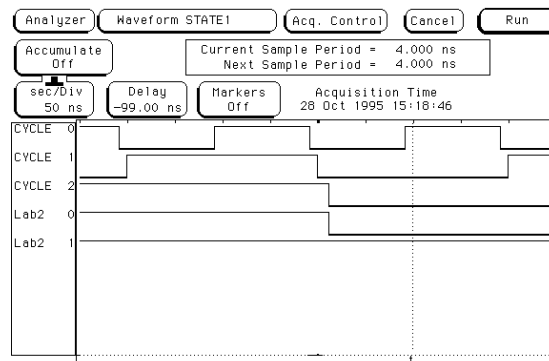 Analyzer Waveform STATE1 Acq. Control Cancel Run
Accumulate Off
Current Sample Period = 4.000 ns
Next Sample Period = 4.000 ns
sec/Div 50 ns
Delay -99.00 ns
Markers Off
Acquisition Time
28 Oct 1995 15:18:46
CYCLE 0
CYCLE 1
CYCLE 2
Lab2 0
Lab2 1